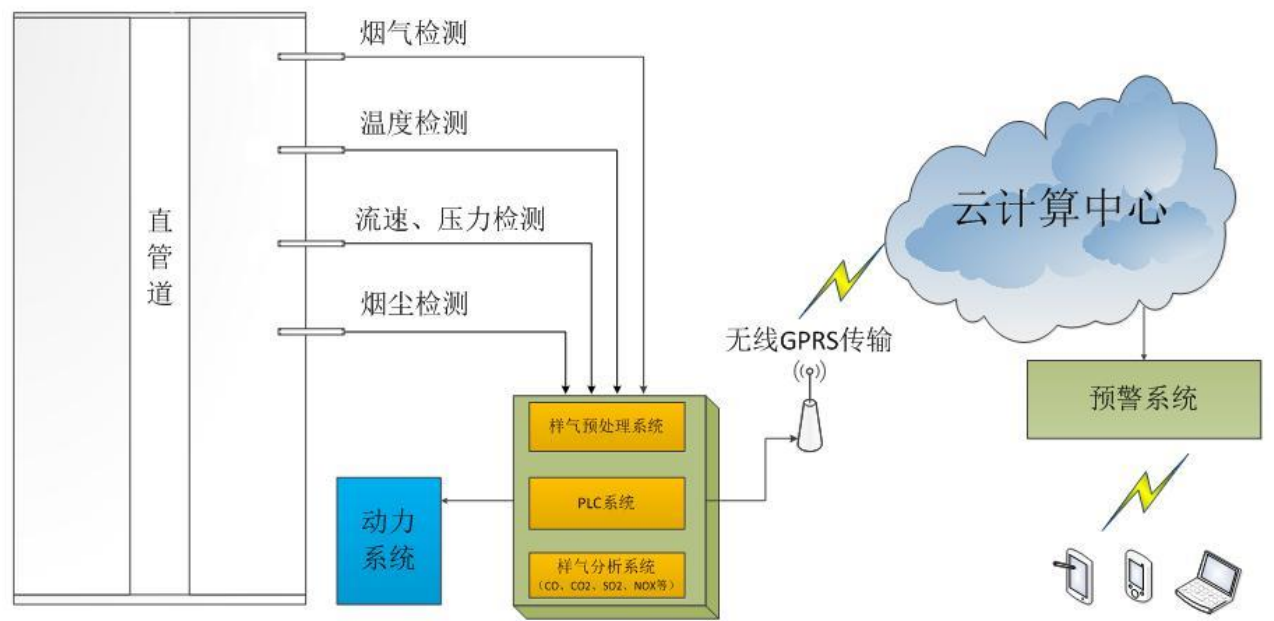 烟气检测
温度检测
流速、压力检测
烟尘检测
直管道
样气预处理系统
PLC系统
样气分析系统
（CO、CO2、SO2、NOX等）
动力
系统
无线GPRS传输
云计算中心
预警系统